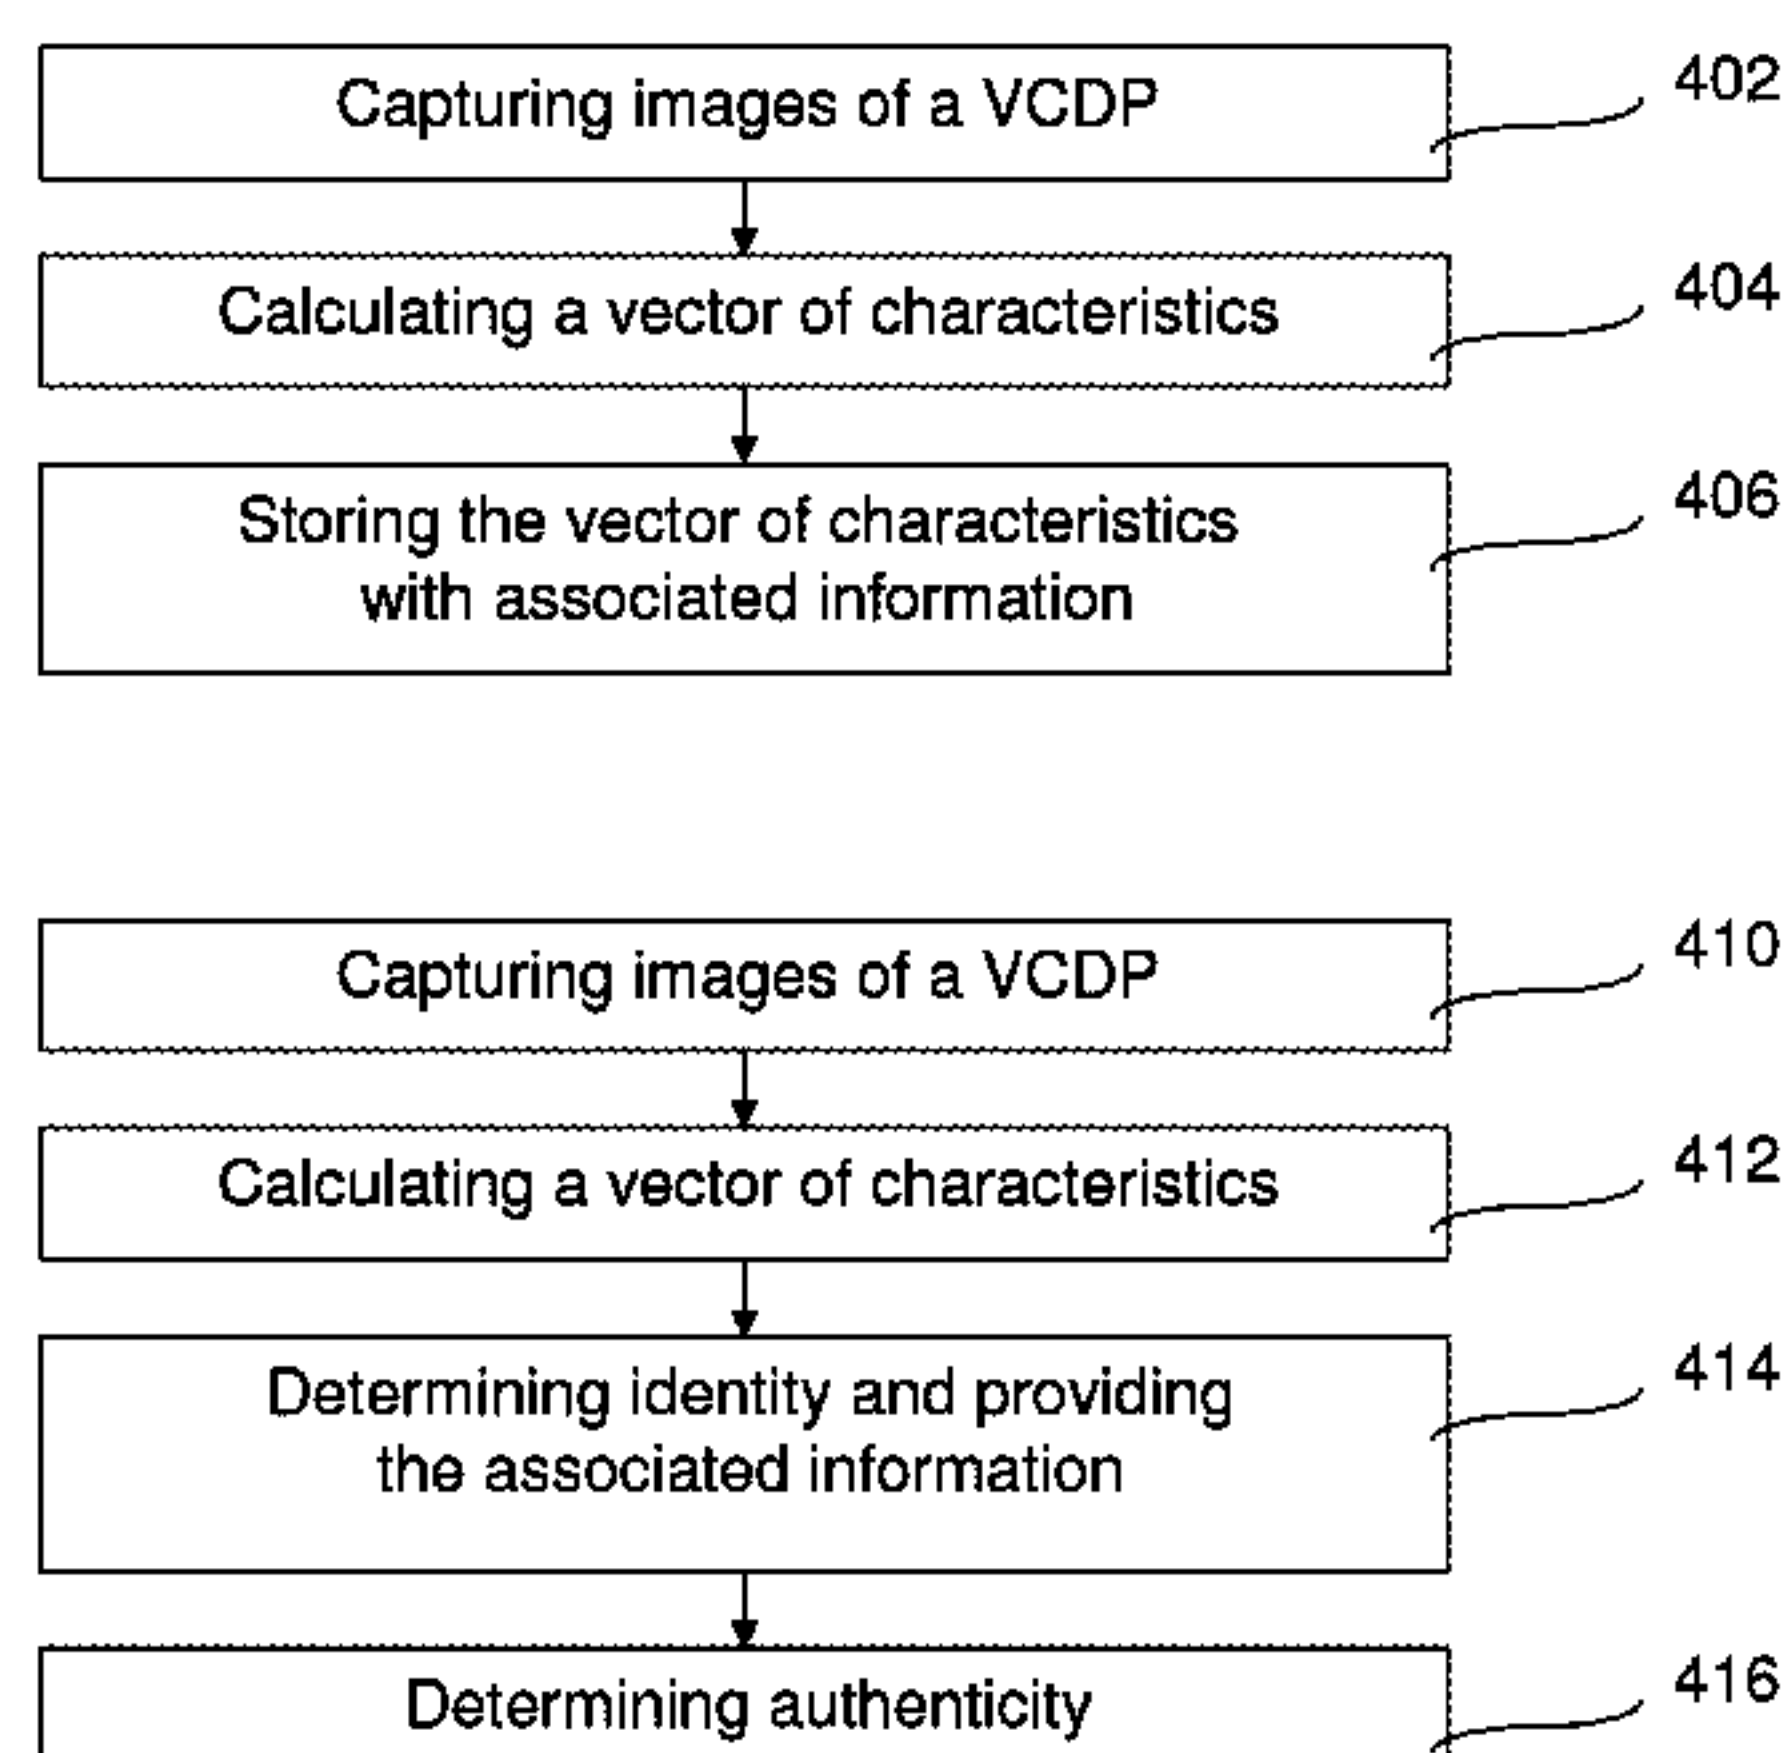 Capturing images of a VCDP
402
Calculating a vector of characteristics
404
Storing the vector of characteristics
with associated information
406
Capturing images of a VCDP
410
Calculating a vector of characteristics
412
Determining identity and providing
the associated information
414
Determining authenticity
416